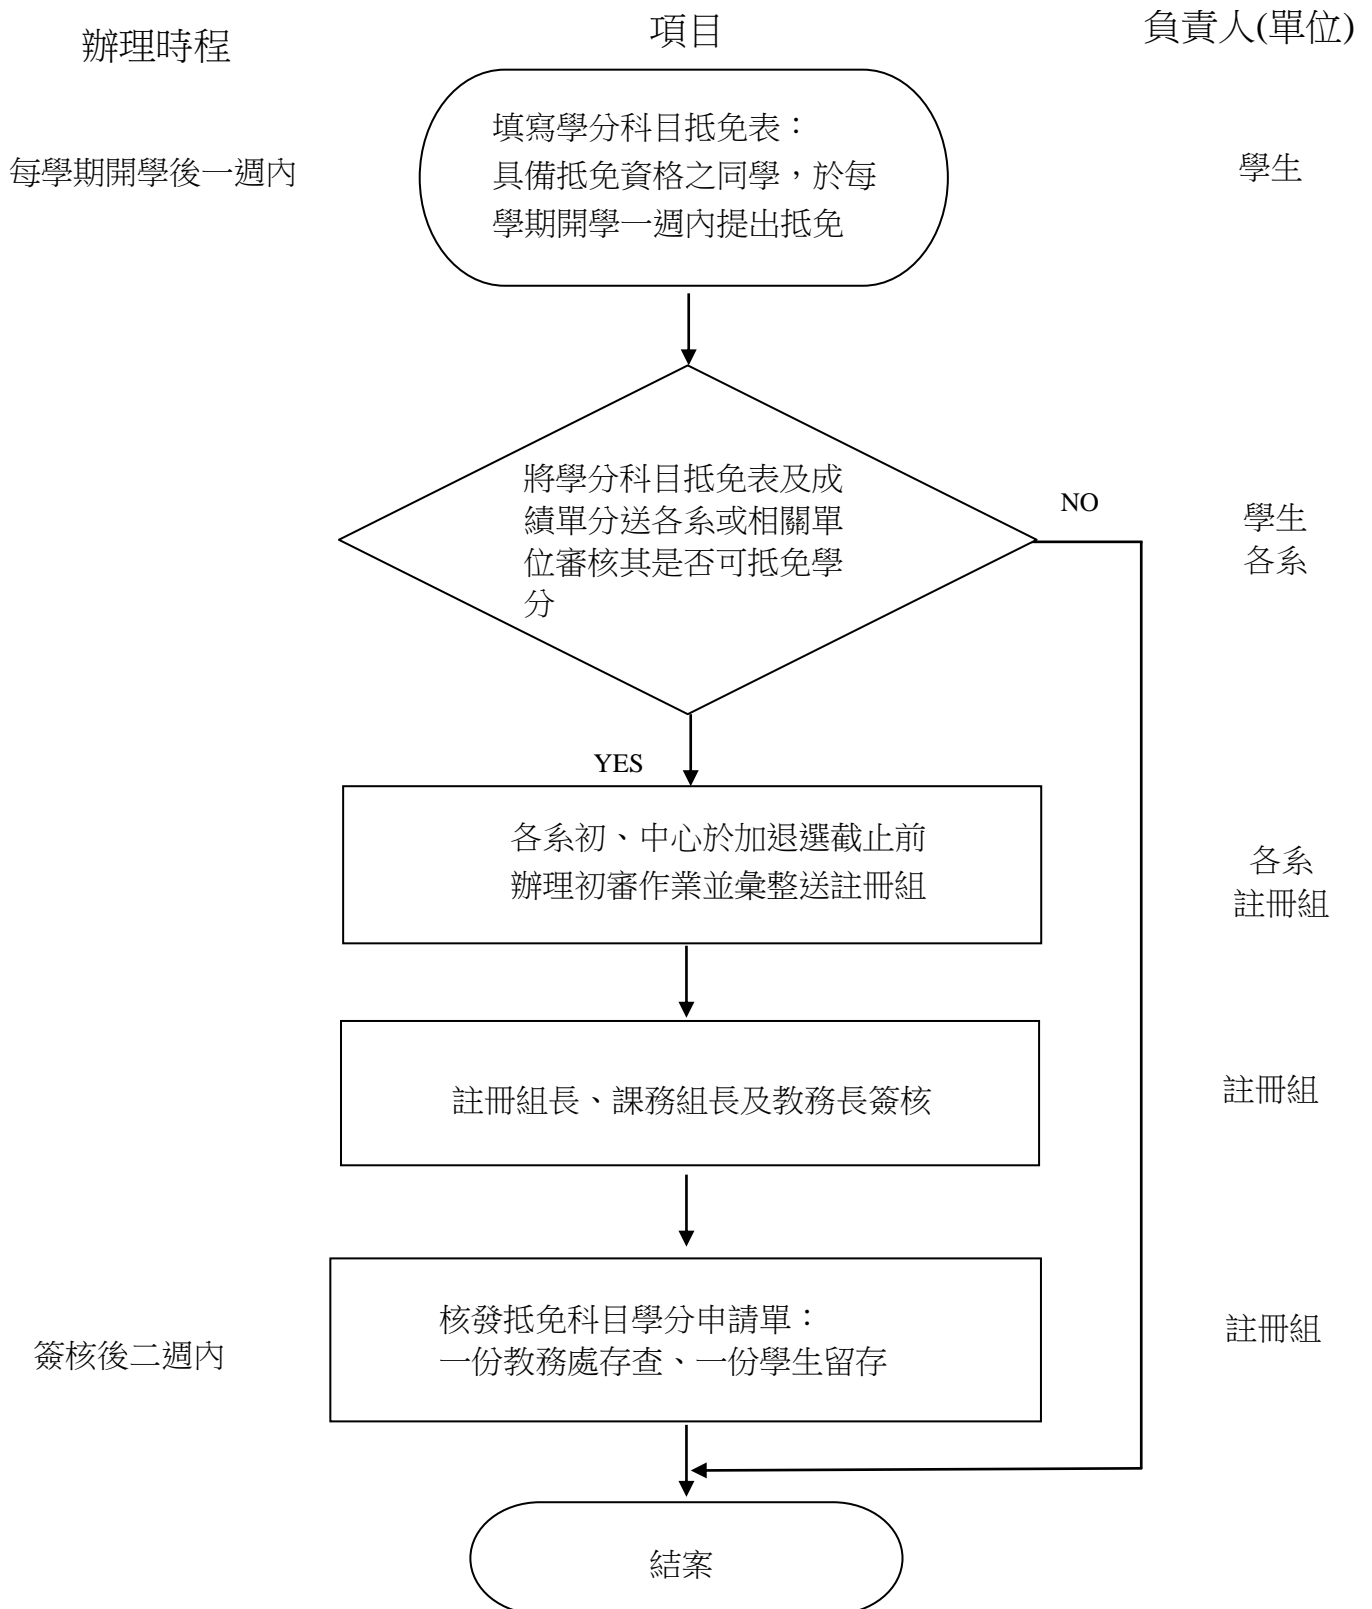 辦理時程
項目
負責人(單位)
填寫學分科目抵免表：
具備抵免資格之同學，於每
學期開學一週內提出抵免
每學期開學後一週內
學生
將學分科目抵免表及成
績單分送各系或相關單
位審核其是否可抵免學
分
NO
學生
各系
YES
各系初、中心於加退選截止前
辦理初審作業並彙整送註冊組
各系
註冊組
註冊組長、課務組長及教務長簽核
註冊組
核發抵免科目學分申請單：
一份教務處存查、一份學生留存
簽核後二週內
註冊組
結案